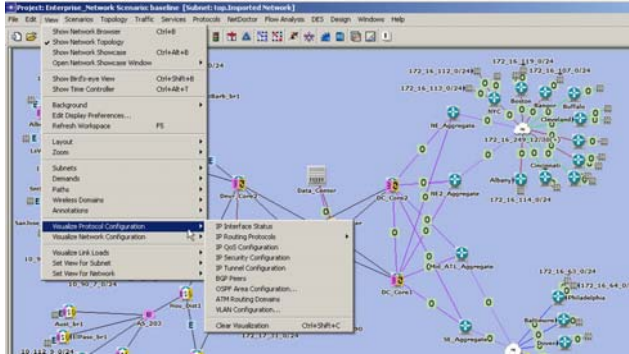 Project: Enterprise_Network Scenario: baseline [Subnet: top.Imported Network]
File Edit View Scenarios Topology Traffic Services Protocols NetDoctor Flow Analysis DES Design Windows Help
Show Network Browser Ctrl+B
Show Network Topology
Show Network Showcase Ctrl+Alt+B
Open Network Showcase Window
Show Bird's-eye View Ctrl+Shift+B
Show Time Controller Ctrl+Alt+T
Background
Edit Display Preferences...
Refresh Workspace F5
Layout
Zoom
Subnets
Demands
Paths
Wireless Domains
Annotations
Visualize Protocol Configuration
Visualize Network Configuration
Visualize Link Loads
Set View for Subnet
Set View for Network
IP Interface Status
IP Routing Protocols
IP QoS Configuration
IP Security Configuration
IP Tunnel Configuration
BGP Peers
OSPF Area Configuration...
ATM Routing Domains
VLAN Configuration...
Clear Visualization Ctrl+Shift+C
172_16_119_0/24
172_16_112_0/24
172_16_107_0/24
172_16_113_0/24
NYC
Boston
Bangor
Buffalo
Cleveland
NE_Aggregate
Cincinnati
Albany
172_16_114_0/24
Data_Center
DC_Core2
NE2_Aggregate
DC_Core1
Mid_ATL_Aggregate
172_16_63_0/24
Philadelphia
Baltimore
Dover
SE_Aggregate
10_90_7_0/24
Hou_Dist1
AS_203
Aust_br1
ElPaso_br1
10_112_9_0/24